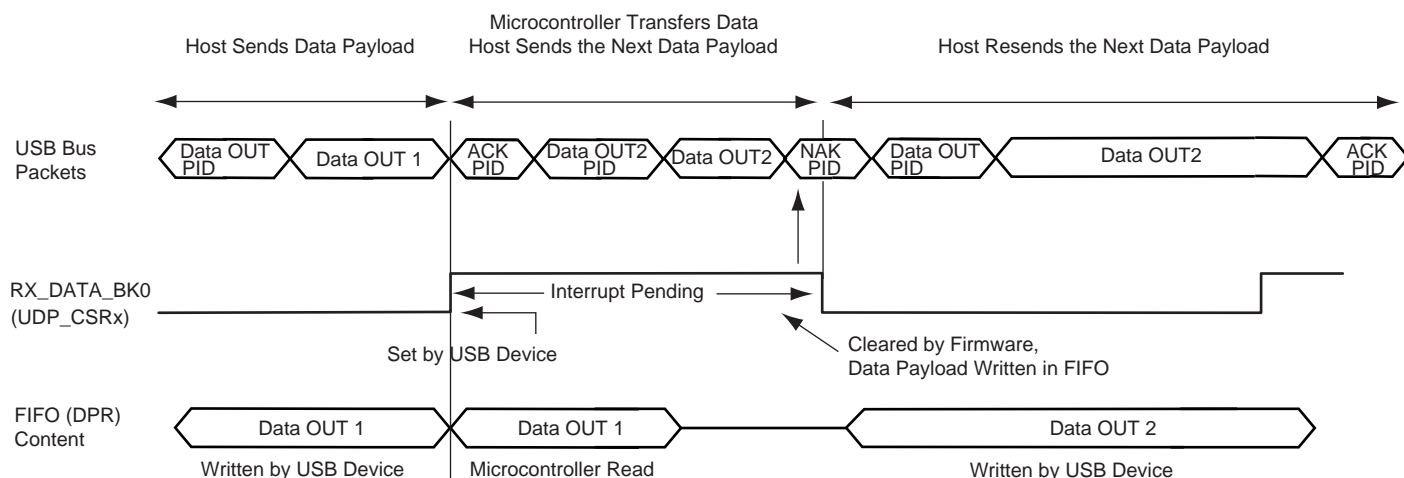 Microcontroller Transfers Data
Host Sends Data Payload Host Sends the Next Data Payload Host Resends the Next Data Payload
USB Bus
Packets
Data OUT
PID
Data OUT 1
ACK
PID
Data OUT2
PID
Data OUT2
NAK
PID
Data OUT
PID
Data OUT2
ACK
PID
RX_DATA_BK0
(UDP_CSRx)
Interrupt Pending
Set by USB Device
Cleared by Firmware,
Data Payload Written in FIFO
FIFO (DPR)
Content
Data OUT 1 Data OUT 1 Data OUT 2
Written by USB Device Microcontroller Read Written by USB Device